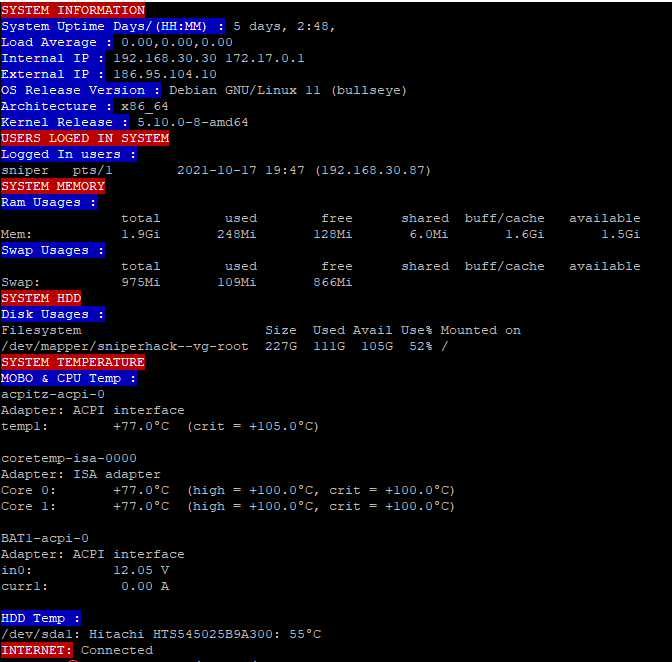 SYSTEM INFORMATION
System Uptime Days/(HH:MM) : 5 days, 2:48,
Load Average : 0.00,0.00,0.00
Internal IP : 192.168.30.30 172.17.0.1
External IP : 186.95.104.10
OS Release Version : Debian GNU/Linux 11 (bullseye)
Architecture : x86_64
Kernel Release : 5.10.0-8-amd64
USERS LOGED IN SYSTEM
Logged In users :
sniper   pts/1        2021-10-17 19:47 (192.168.30.87)
SYSTEM MEMORY
Ram Usages :
               total        used        free      shared  buff/cache   available
Mem:           1.9Gi       248Mi       128Mi       6.0Mi       1.6Gi       1.5Gi
Swap Usages :
               total        used        free      shared  buff/cache   available
Swap:          975Mi       109Mi       866Mi
SYSTEM HDD
Disk Usages :
Filesystem                       Size  Used Avail Use% Mounted on
/dev/mapper/sniperhack--vg-root  227G  111G  105G  52% /
SYSTEM TEMPERATURE
MOBO & CPU Temp :
acpitz-acpi-0
Adapter: ACPI interface
temp1:        +77.0°C  (crit = +105.0°C)
coretemp-isa-0000
Adapter: ISA adapter
Core 0:       +77.0°C  (high = +100.0°C, crit = +100.0°C)
Core 1:       +77.0°C  (high = +100.0°C, crit = +100.0°C)
BAT1-acpi-0
Adapter: ACPI interface
in0:          12.05 V
curr1:         0.00 A
HDD Temp :
/dev/sda1: Hitachi HTS545025B9A300: 55°C
INTERNET: Connected